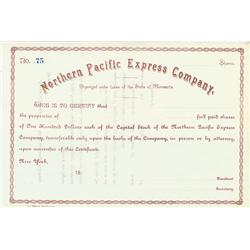 No. 75
Shares
Northern Pacific Express Company.
Organized under Laws of the State of Minnesota
THIS IS TO CERTIFY that
the proprietor of full paid shares
of One Hundred Dollars each of the Capital Stock of the Northern Pacific Express
Company, transferable only upon the books of the Company, in person or by attorney,
upon surrender of this Certificate.
New York, 18
President
Secretary